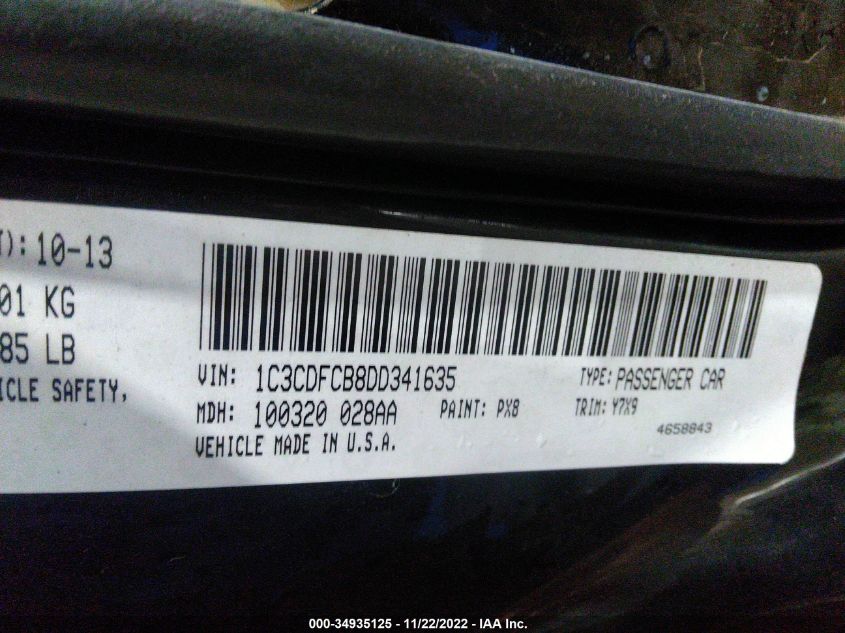 T): 10-13
01 KG
85 LB
ICLE SAFETY,
VIN: 1C3CDFCB8DD341635 TYPE: PASSENGER CAR
MDH: 100320 028AA PAINT: PX8 TRIM: Y7X9
VEHICLE MADE IN U.S.A. 4658843
000-34935125 - 11/22/2022 - IAA Inc.